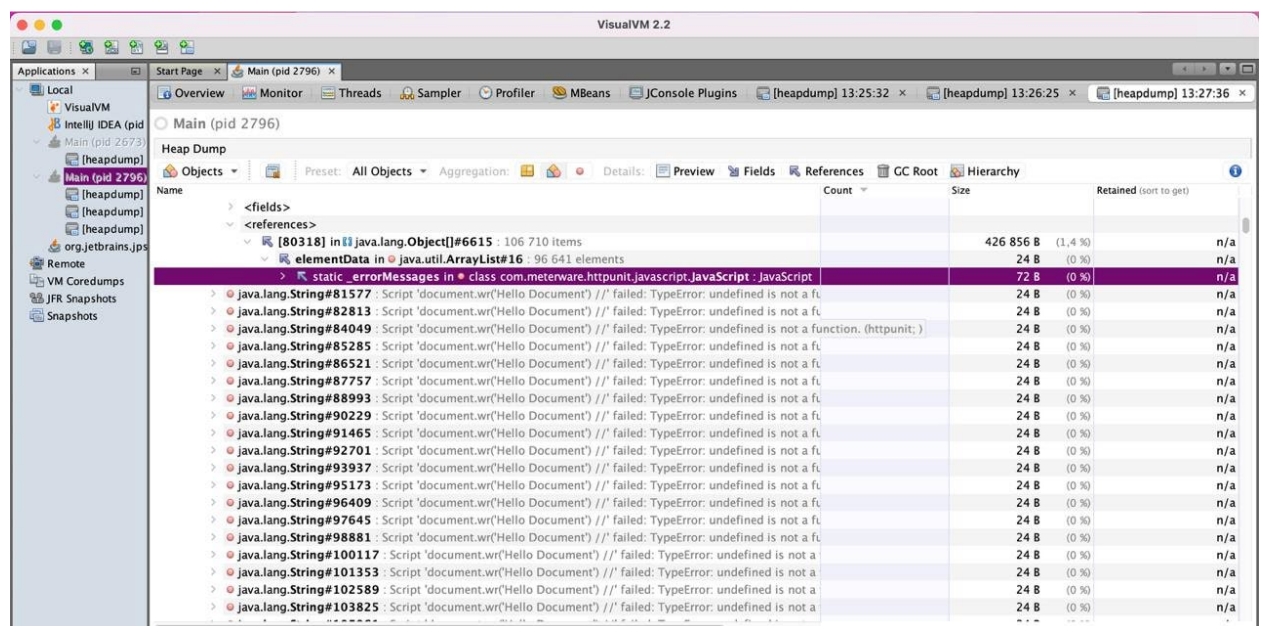 VisualVM 2.2
Applications ×
Start Page ×
Main (pid 2796) ×
Local
VisualVM
IntelliJ IDEA (pid
Main (pid 2673)
[heapdump]
Main (pid 2796)
[heapdump]
[heapdump]
[heapdump]
org.jetbrains.jps
Remote
VM Coredumps
JFR Snapshots
Snapshots
Overview Monitor Threads Sampler Profiler MBeans JConsole Plugins [heapdump] 13:25:32 × [heapdump] 13:26:25 × [heapdump] 13:27:36 ×
Main (pid 2796)
Heap Dump
Objects Preset: All Objects Aggregation: Details: Preview Fields References GC Root Hierarchy
Name Count Size Retained (sort to get)
<fields>
<references>
[80318] in java.lang.Object[]#6615 : 106 710 items 426 856 B (1,4 %) n/a
elementData in java.util.ArrayList#16 : 96 641 elements 24 B (0 %) n/a
static _errorMessages in class com.meterware.httpunit.javascript.JavaScript : JavaScript 72 B (0 %) n/a
java.lang.String#81577 : Script 'document.wr('Hello Document') //' failed: TypeError: undefined is not a fu 24 B (0 %) n/a
java.lang.String#82813 : Script 'document.wr('Hello Document') //' failed: TypeError: undefined is not a fu 24 B (0 %) n/a
java.lang.String#84049 : Script 'document.wr('Hello Document') //' failed: TypeError: undefined is not a function. (httpunit; ) 24 B (0 %) n/a
java.lang.String#85285 : Script 'document.wr('Hello Document') //' failed: TypeError: undefined is not a fu 24 B (0 %) n/a
java.lang.String#86521 : Script 'document.wr('Hello Document') //' failed: TypeError: undefined is not a fu 24 B (0 %) n/a
java.lang.String#87757 : Script 'document.wr('Hello Document') //' failed: TypeError: undefined is not a fu 24 B (0 %) n/a
java.lang.String#88993 : Script 'document.wr('Hello Document') //' failed: TypeError: undefined is not a fu 24 B (0 %) n/a
java.lang.String#90229 : Script 'document.wr('Hello Document') //' failed: TypeError: undefined is not a fu 24 B (0 %) n/a
java.lang.String#91465 : Script 'document.wr('Hello Document') //' failed: TypeError: undefined is not a fu 24 B (0 %) n/a
java.lang.String#92701 : Script 'document.wr('Hello Document') //' failed: TypeError: undefined is not a fu 24 B (0 %) n/a
java.lang.String#93937 : Script 'document.wr('Hello Document') //' failed: TypeError: undefined is not a fu 24 B (0 %) n/a
java.lang.String#95173 : Script 'document.wr('Hello Document') //' failed: TypeError: undefined is not a fu 24 B (0 %) n/a
java.lang.String#96409 : Script 'document.wr('Hello Document') //' failed: TypeError: undefined is not a fu 24 B (0 %) n/a
java.lang.String#97645 : Script 'document.wr('Hello Document') //' failed: TypeError: undefined is not a fu 24 B (0 %) n/a
java.lang.String#98881 : Script 'document.wr('Hello Document') //' failed: TypeError: undefined is not a fu 24 B (0 %) n/a
java.lang.String#100117 : Script 'document.wr('Hello Document') //' failed: TypeError: undefined is not a 24 B (0 %) n/a
java.lang.String#101353 : Script 'document.wr('Hello Document') //' failed: TypeError: undefined is not a 24 B (0 %) n/a
java.lang.String#102589 : Script 'document.wr('Hello Document') //' failed: TypeError: undefined is not a 24 B (0 %) n/a
java.lang.String#103825 : Script 'document.wr('Hello Document') //' failed: TypeError: undefined is not a 24 B (0 %) n/a